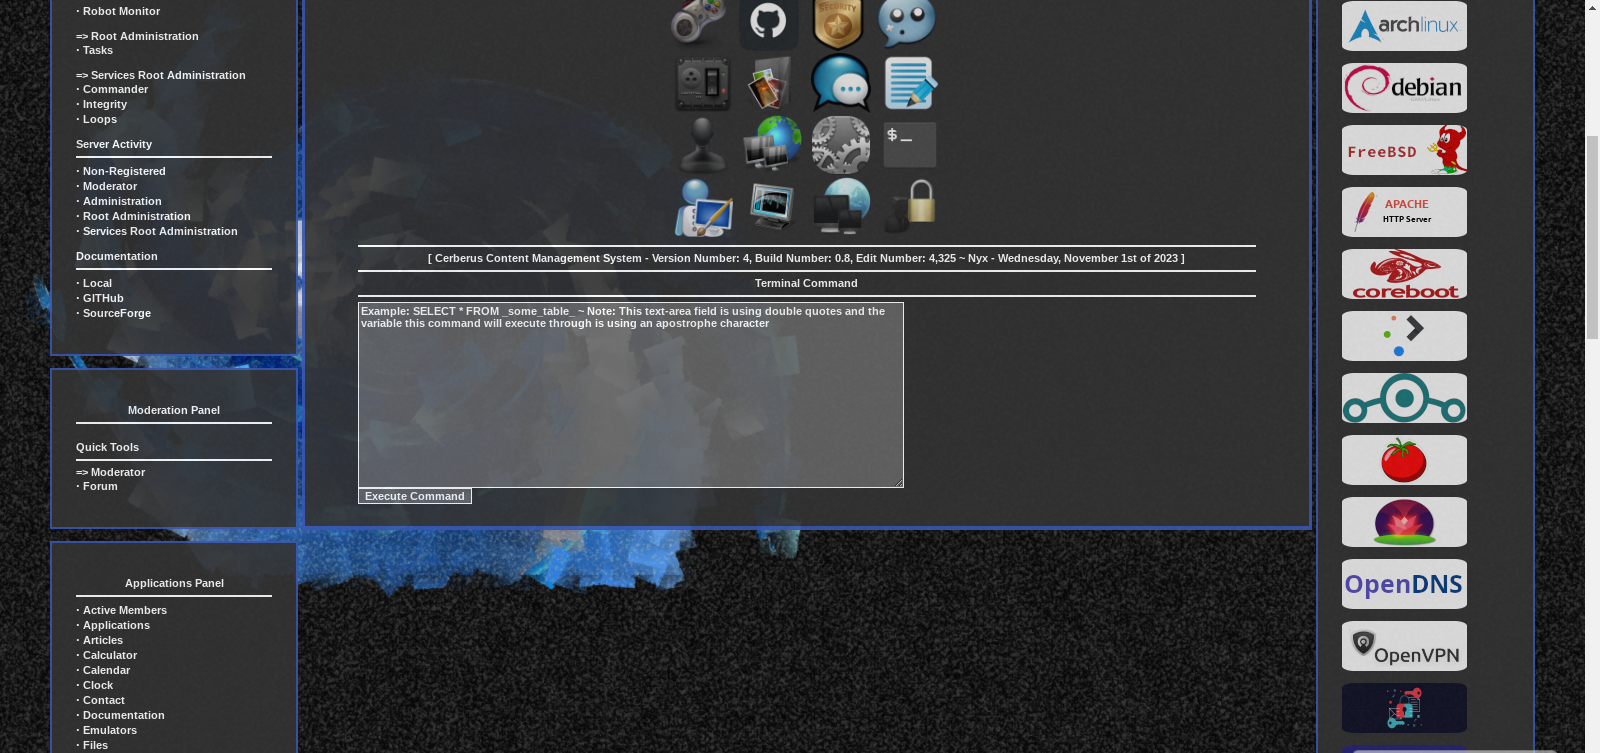 · Robot Monitor
=> Root Administration
· Tasks
=> Services Root Administration
· Commander
· Integrity
· Loops
Server Activity
· Non-Registered
· Moderator
· Administration
· Root Administration
· Services Root Administration
Documentation
· Local
· GITHub
· SourceForge
Moderation Panel
Quick Tools
=> Moderator
· Forum
Applications Panel
· Active Members
· Applications
· Articles
· Calculator
· Calendar
· Clock
· Contact
· Documentation
· Emulators
· Files
SECURITY
$_
[ Cerberus Content Management System - Version Number: 4, Build Number: 0.8, Edit Number: 4,325 ~ Nyx - Wednesday, November 1st of 2023 ]
Terminal Command
Example: SELECT * FROM _some_table_ ~ Note: This text-area field is using double quotes and the
variable this command will execute through is using an apostrophe character
Execute Command
archlinux
debian
FreeBSD
APACHE
HTTP Server
coreboot
OpenDNS
OpenVPN